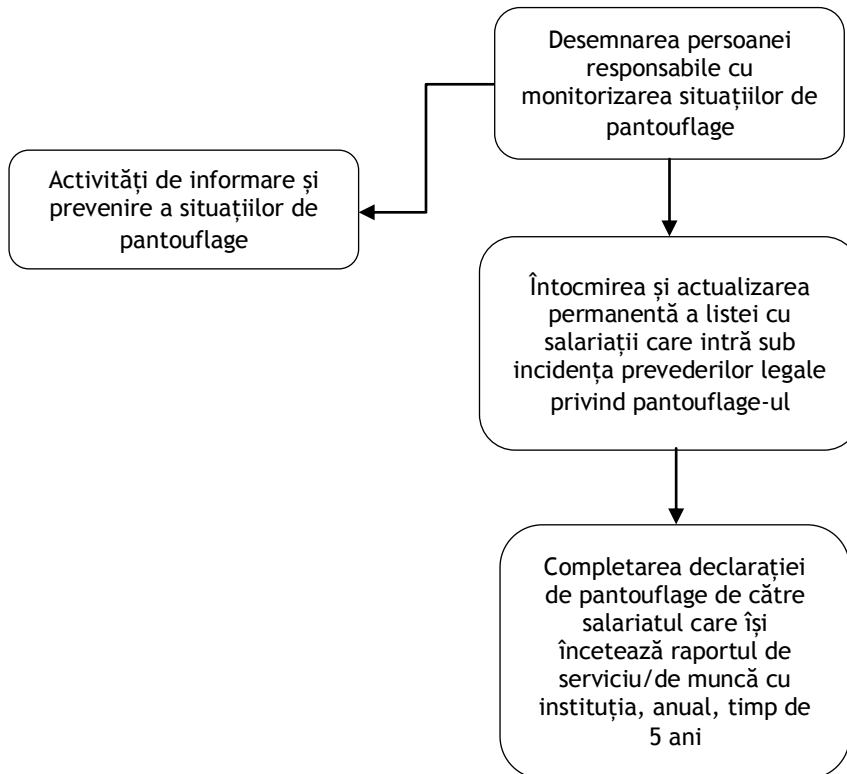 Desemnarea persoanei
responsabile cu
monitorizarea situațiilor de
pantouflage
Activități de informare și
prevenire a situațiilor de
pantouflage
Întocmirea și actualizarea
permanentă a listei cu
salariații care intră sub
incidența prevederilor legale
privind pantouflage-ul
Completarea declarației
de pantouflage de către
salariatul care își
încetează raportul de
serviciu/de muncă cu
instituția, anual, timp de
5 ani